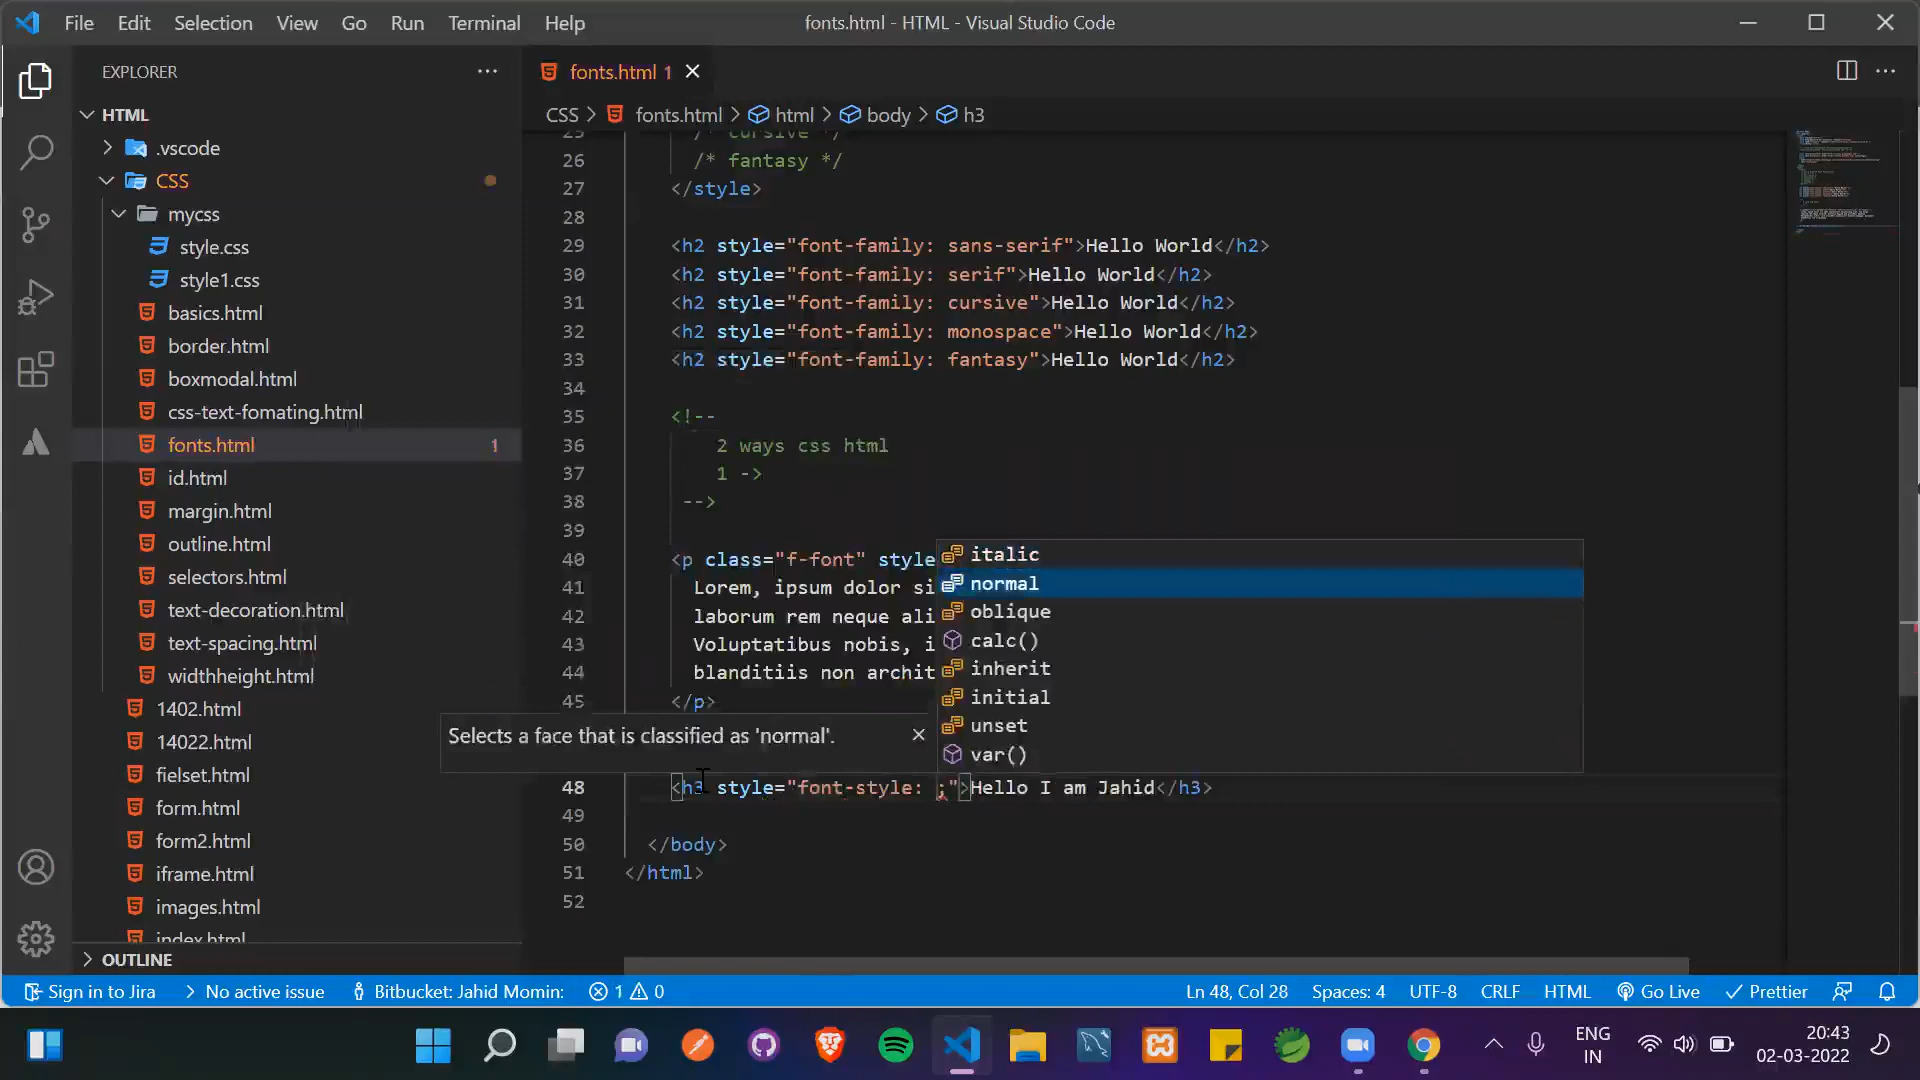 File Edit Selection View Go Run Terminal Help fonts.html - HTML - Visual Studio Code
EXPLORER
fonts.html 1
HTML
CSS > fonts.html > html > body > h3
.vscode
CSS
mycss
style.css
style1.css
basics.html
border.html
boxmodal.html
css-text-fomating.html
fonts.html 1
id.html
margin.html
outline.html
selectors.html
text-decoration.html
text-spacing.html
widthheight.html
1402.html
14022.html
fielset.html
form.html
form2.html
iframe.html
images.html
index.html
OUTLINE
25 /* cursive */
26 /* fantasy */
27 </style>
28
29 <h2 style="font-family: sans-serif">Hello World</h2>
30 <h2 style="font-family: serif">Hello World</h2>
31 <h2 style="font-family: cursive">Hello World</h2>
32 <h2 style="font-family: monospace">Hello World</h2>
33 <h2 style="font-family: fantasy">Hello World</h2>
34
35 <!--
36 2 ways css html
37 1 ->
38 -->
39
40 <p class="f-font" style
41 Lorem, ipsum dolor si
42 laborum rem neque ali
43 Voluptatibus nobis, i
44 blanditiis non archit
45 </p>
italic
normal
oblique
calc()
inherit
initial
unset
var()
Selects a face that is classified as 'normal'.
48 <h3 style="font-style: ;">Hello I am Jahid</h3>
49
50 </body>
51 </html>
52
Sign in to Jira No active issue Bitbucket: Jahid Momin: 1 0 Ln 48, Col 28 Spaces: 4 UTF-8 CRLF HTML Go Live Prettier
ENG
IN
20:43
02-03-2022